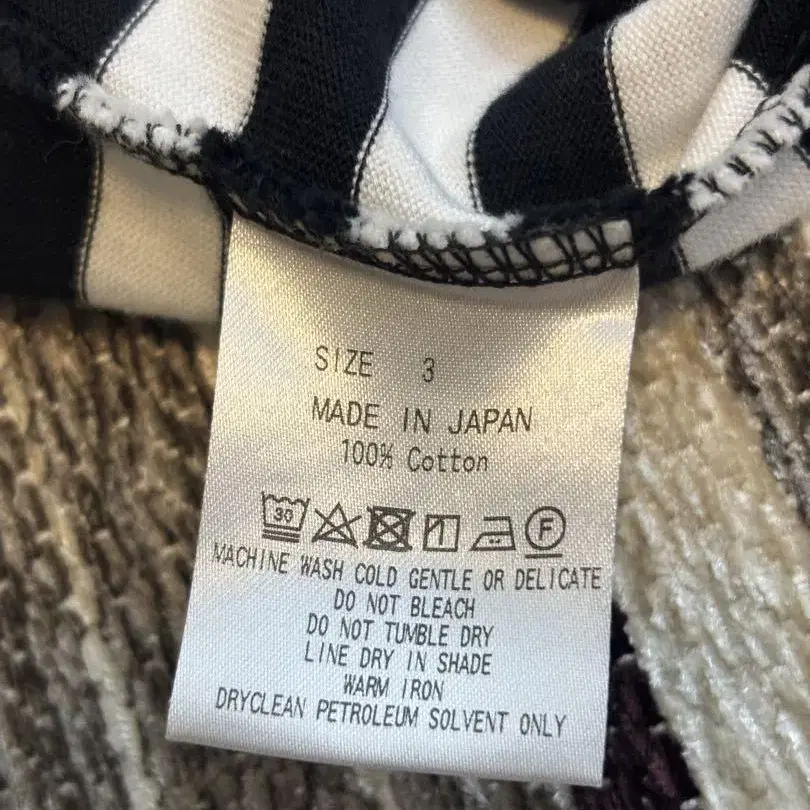 SIZE 3
MADE IN JAPAN
100% Cotton
30 F
MACHINE WASH COLD GENTLE OR DELICATE
DO NOT BLEACH
DO NOT TUMBLE DRY
LINE DRY IN SHADE
WARM IRON
DRYCLEAN PETROLEUM SOLVENT ONLY